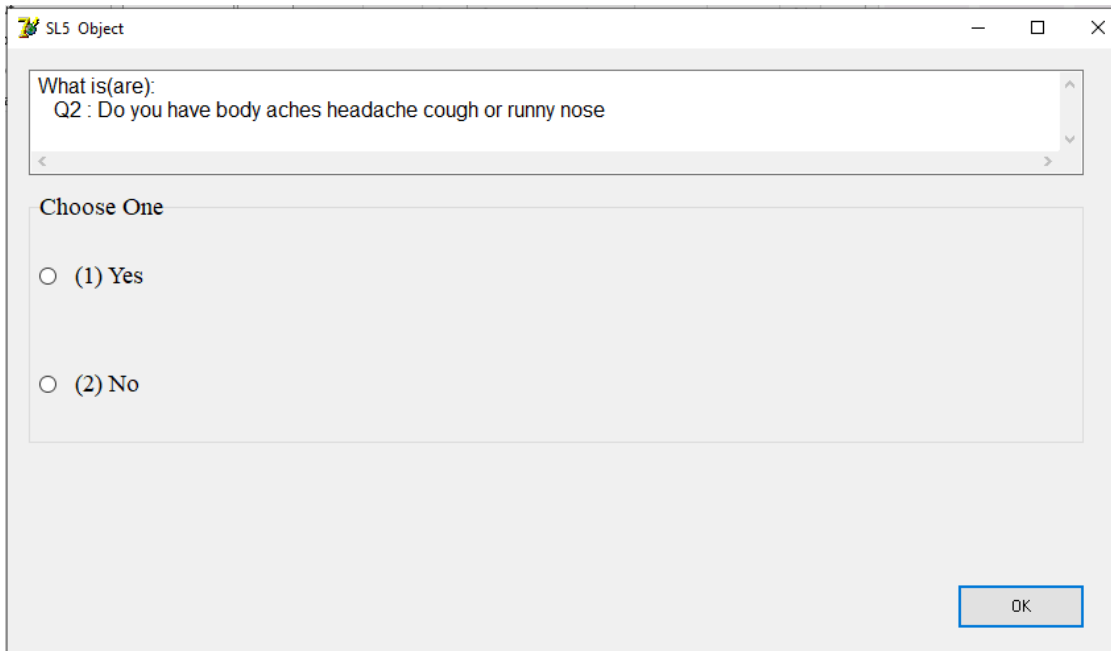 SL5 Object
What is(are):
Q2 : Do you have body aches headache cough or runny nose
Choose One
(1) Yes
(2) No
OK